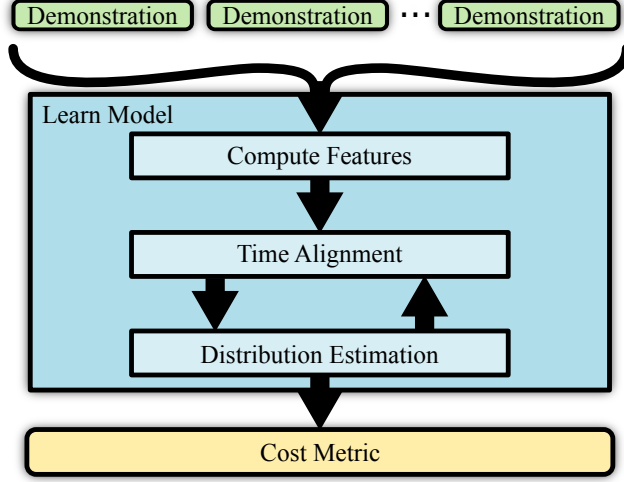 Demonstration Demonstration ... Demonstration
Learn Model
Compute Features
Time Alignment
Distribution Estimation
Cost Metric